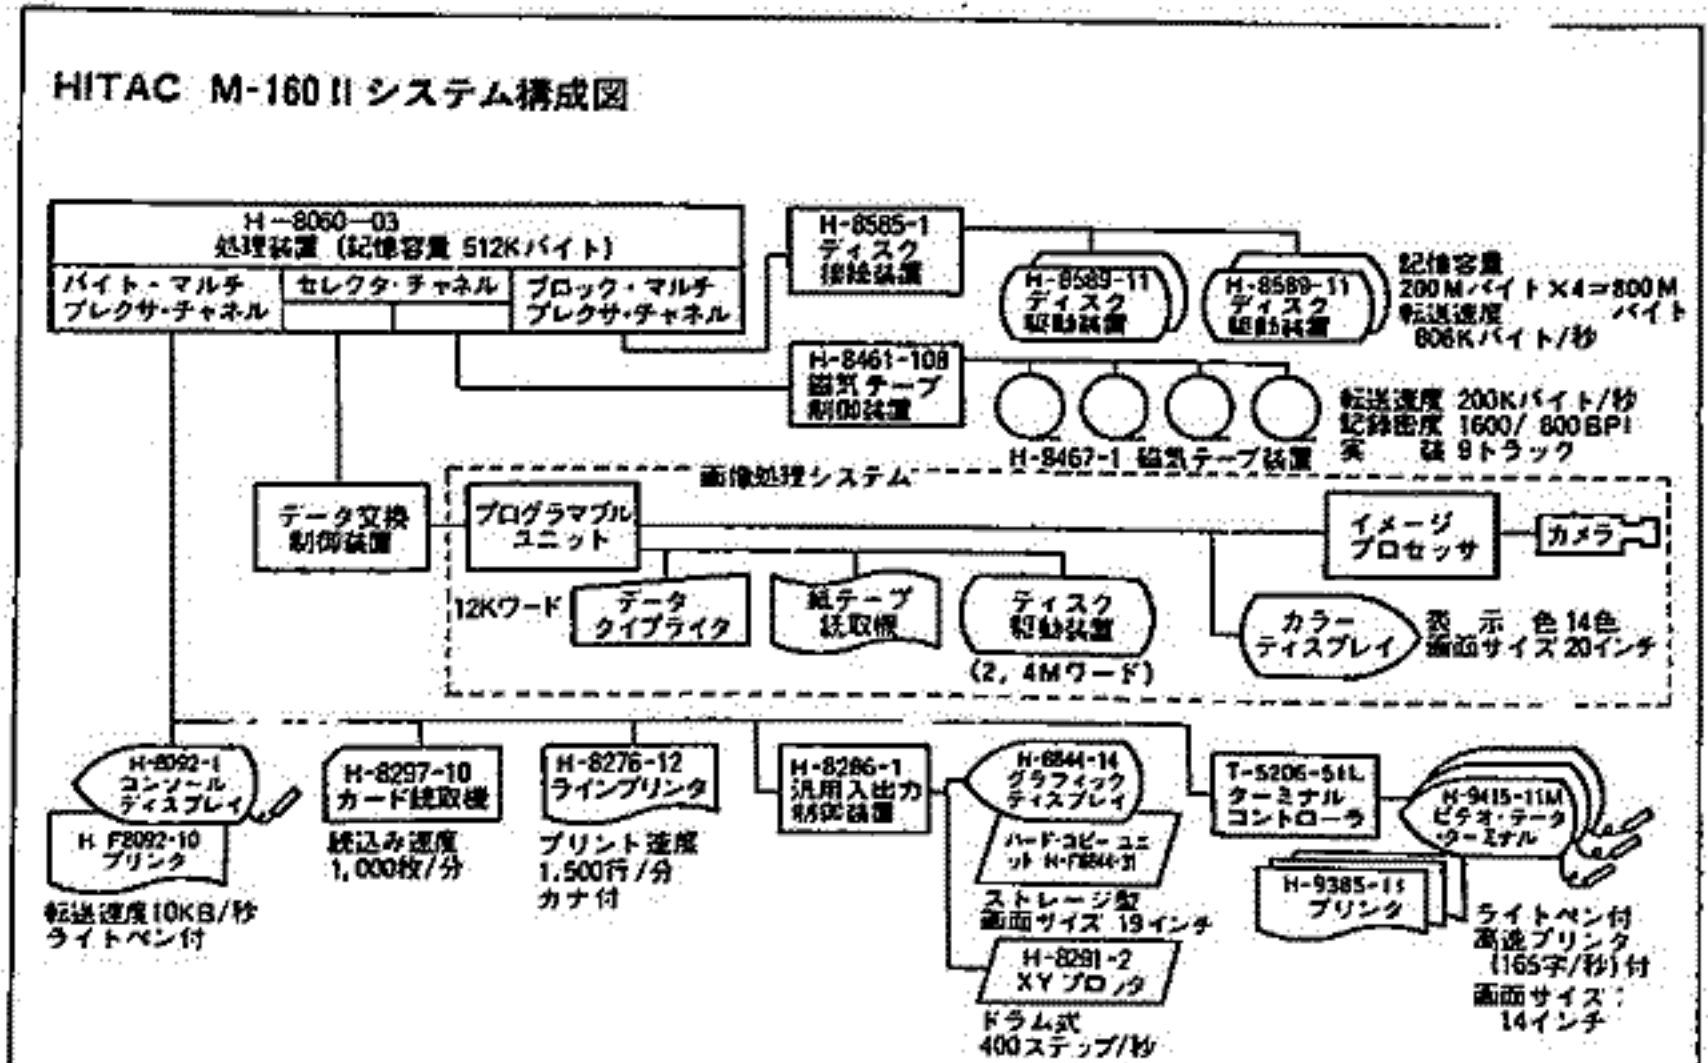 HITAC M-160 II システム構成図
H-8060-03
処理装置 (記憶容量 512Kバイト)
バイト・マルチ
プレクサ・チャネル
セレクタ・チャネル
ブロック・マルチ
プレクサ・チャネル
H-8585-1
ディスク
接続装置
H-8589-11
ディスク
駆動装置
H-8589-11
ディスク
駆動装置
記憶容量
200Mバイト×4=800M
バイト
転送速度
806Kバイト/秒
H-8461-108
磁気テープ
制御装置
H-8467-1 磁気テープ装置
転送速度 200Kバイト/秒
記録密度 1600/ 800BPI
実 装 9トラック
画像処理システム
データ交換
制御装置
プログラマブル
ユニット
12Kワード
データ
タイプライタ
紙テープ
読取機
ディスク
駆動装置
(2, 4Mワード)
イメージ
プロセッサ
カメラ
カラー
ディスプレイ
表 示 色 14色
画面サイズ 20インチ
H-8092-1
コンソール
ディスプレイ
H F8092-10
プリンタ
転送速度10KB/秒
ライトペン付
H-8297-10
カード読取機
読込み速度
1,000枚/分
H-8276-12
ラインプリンタ
プリント速度
1,500行/分
カナ付
H-8286-1
汎用入出力
制御装置
H-8844-14
グラフィック
ディスプレイ
ハード・コピー ユニ
ット
ストレージ型
画面サイズ 19インチ
H-8291-2
XY プロッタ
ドラム式
400ステップ/秒
T-5206-51L
ターミナル
コントローラ
H-9415-11M
ビデオ・データ
・ターミナル
H-9385-11
プリンタ
ライトペン付
高速プリンタ
(165字/秒)付
画面サイズ
14インチ